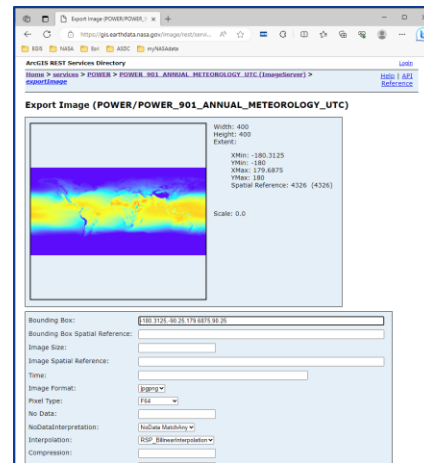 Export Image (POWER/POWER_
https://gis.earthdata.nasa.gov/image/rest/servi...
EGIS NASA Esri ASDC myNASAdata
ArcGIS REST Services Directory Login
Home > services > POWER > POWER_901_ANNUAL_METEOROLOGY_UTC (ImageServer) > Help | API
exportImage Reference
Export Image (POWER/POWER_901_ANNUAL_METEOROLOGY_UTC)
Width: 400
Height: 400
Extent:
XMin: -180.3125
YMin: -180
XMax: 179.6875
YMax: 180
Spatial Reference: 4326 (4326)
Scale: 0.0
Bounding Box: -180.3125,-90.25,179.6875,90.25
Bounding Box Spatial Reference:
Image Size:
Image Spatial Reference:
Time:
Image Format: jpgpng
Pixel Type: F64
No Data:
NoDataInterpretation: NoData MatchAny
Interpolation: RSP_BilinearInterpolation
Compression: